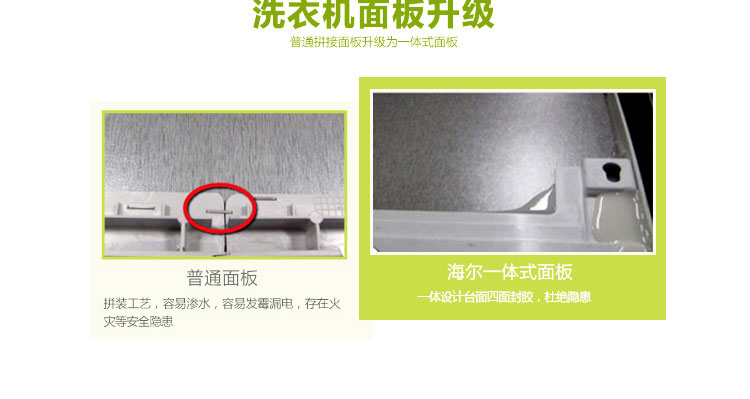 洗衣机面板升级
普通拼接面板升级为一体式面板
普通面板
拼装工艺，容易渗水，容易发霉漏电，存在火
灾等安全隐患
海尔一体式面板
一体设计台面四面封胶，杜绝隐患